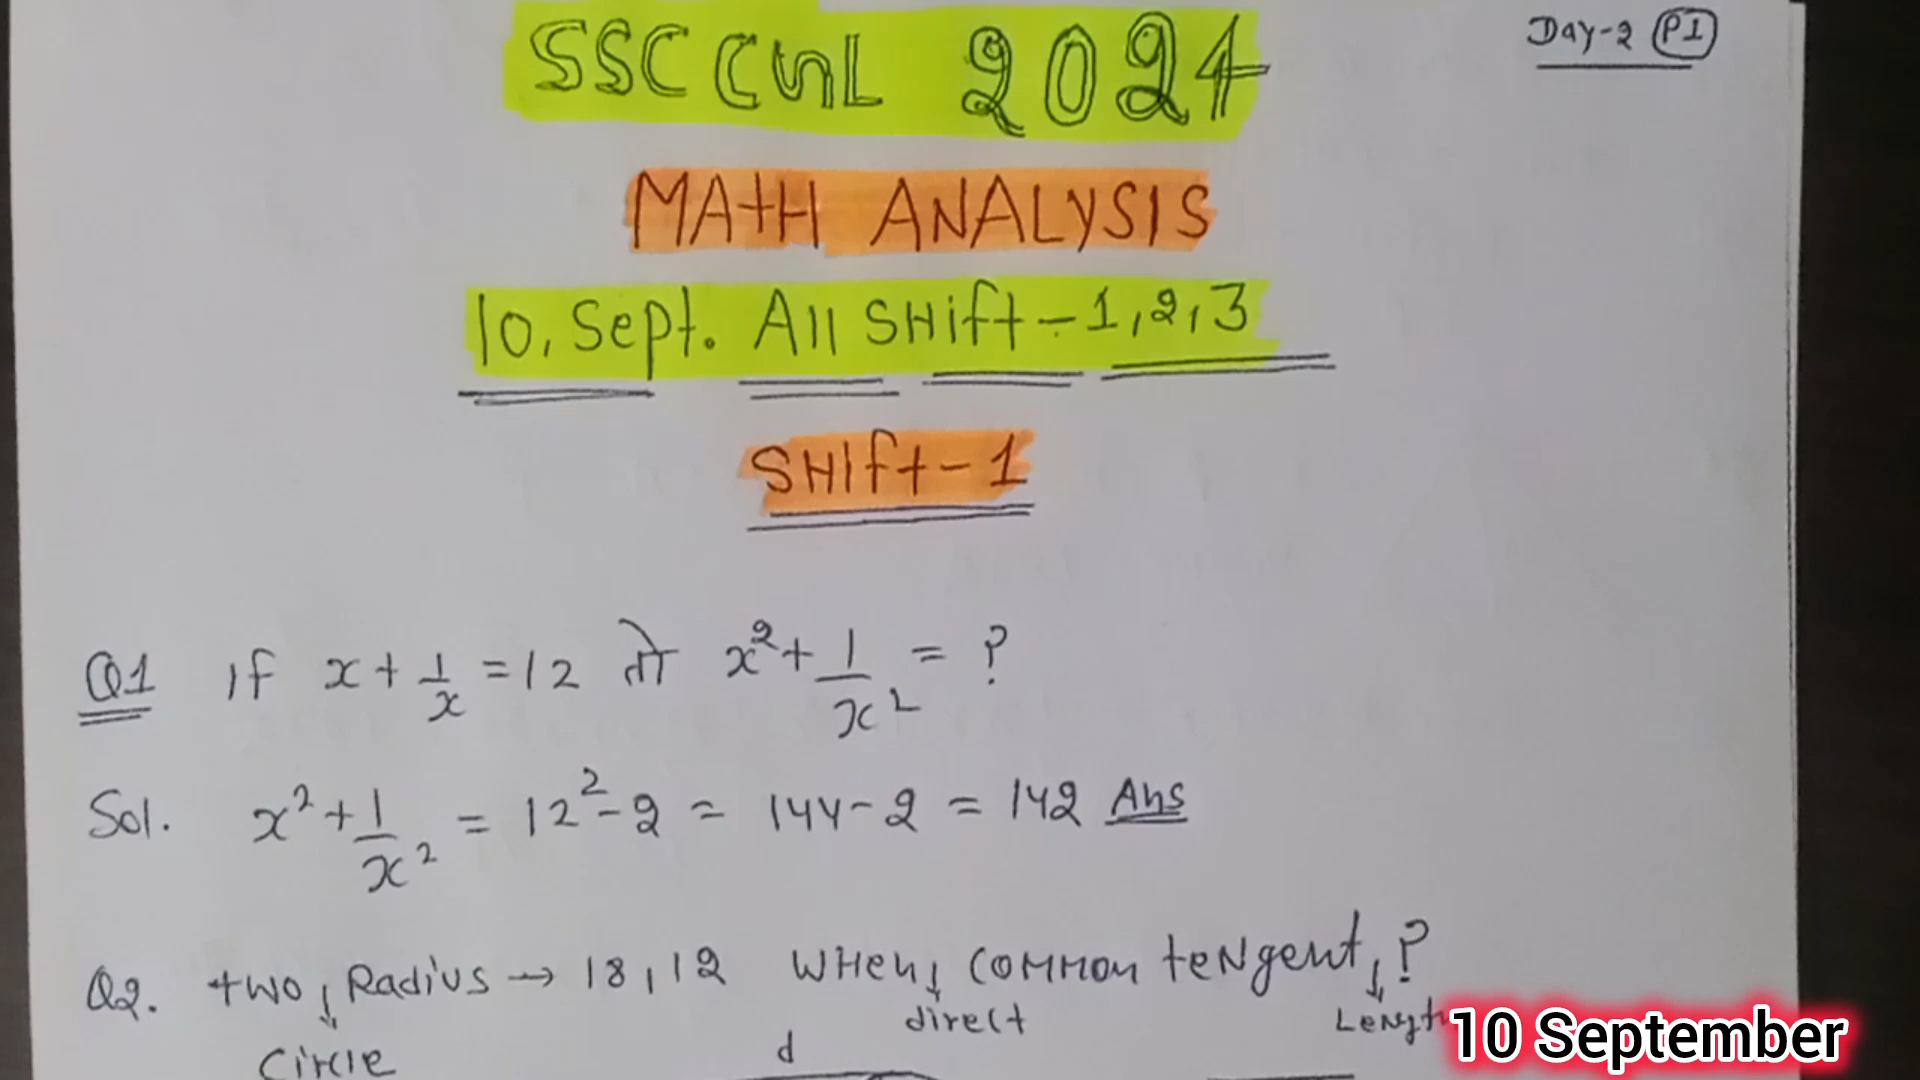 Day-2 P1
SSC CGL 2024
MATH ANALYSIS
10, Sept. All SHift - 1, 2, 3
SHift - 1
Q1 If x + 1/x = 12 तो x² + 1/x² = ?
Sol. x² + 1/x² = 12² - 2 = 144 - 2 = 142 Ans
Q2. two, Radius → 18, 12 WHen, COMMON teNgent, ?
Circle direct Length
d
10 September